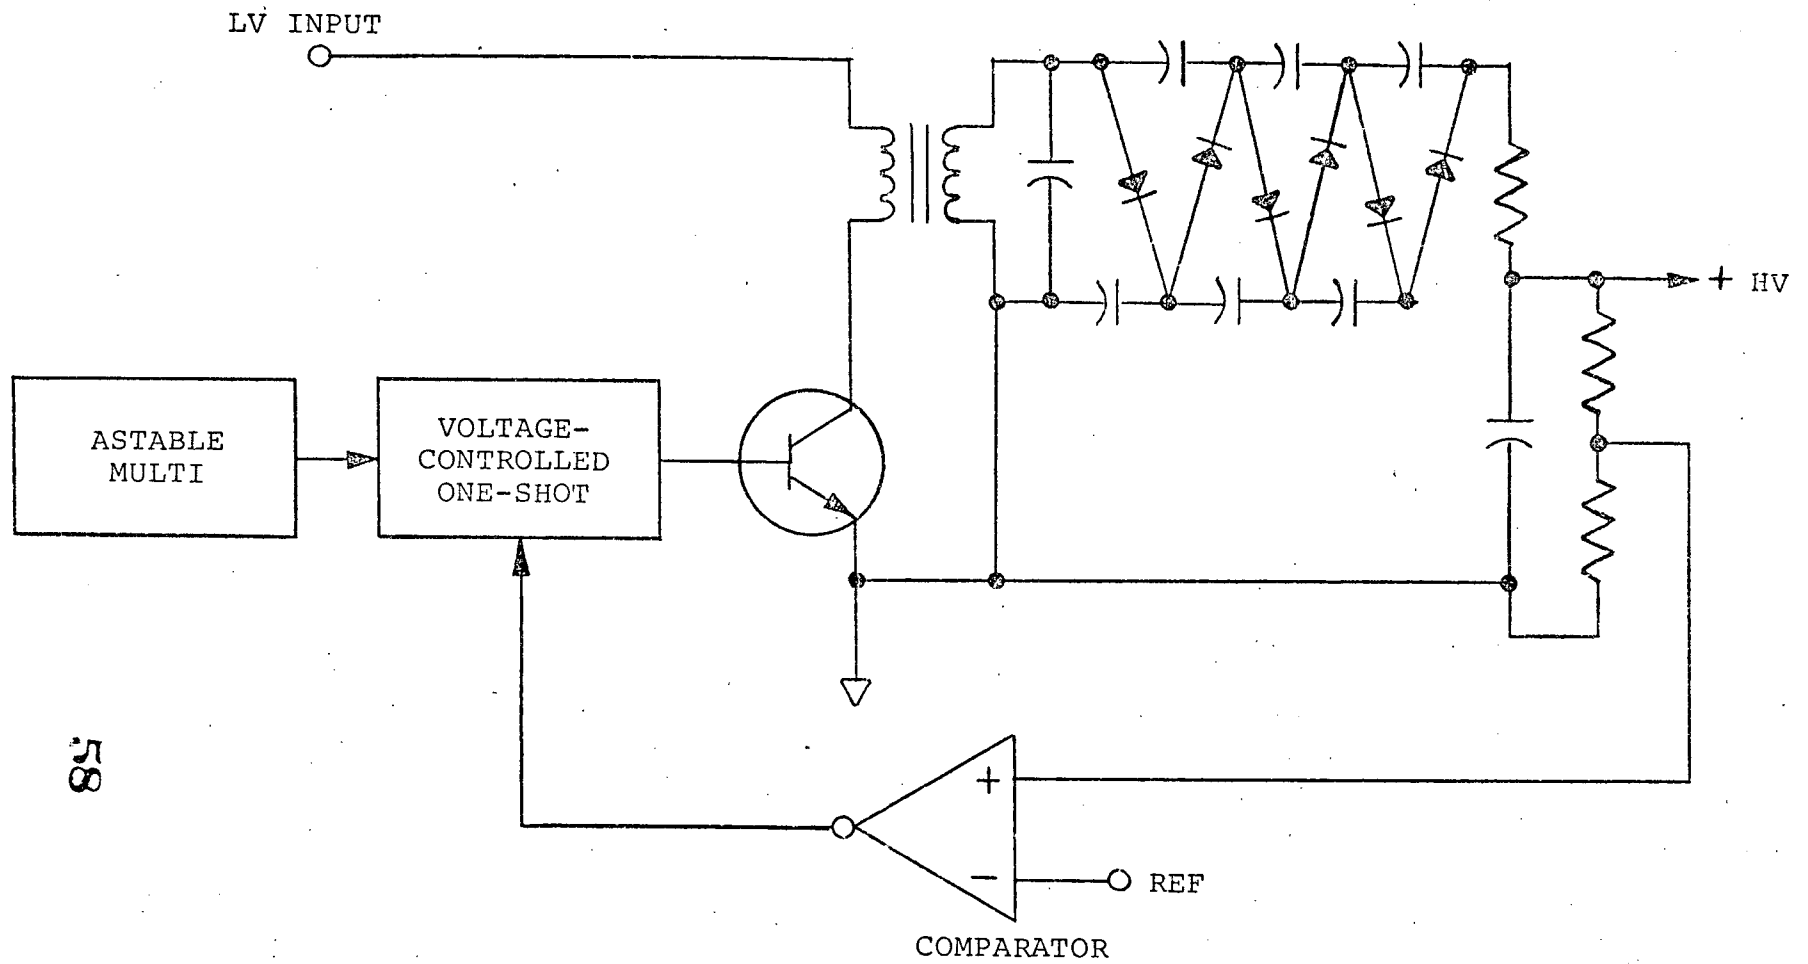 LV INPUT
+ HV
ASTABLE
MULTI
VOLTAGE-
CONTROLLED
ONE-SHOT
58
+
− REF
COMPARATOR